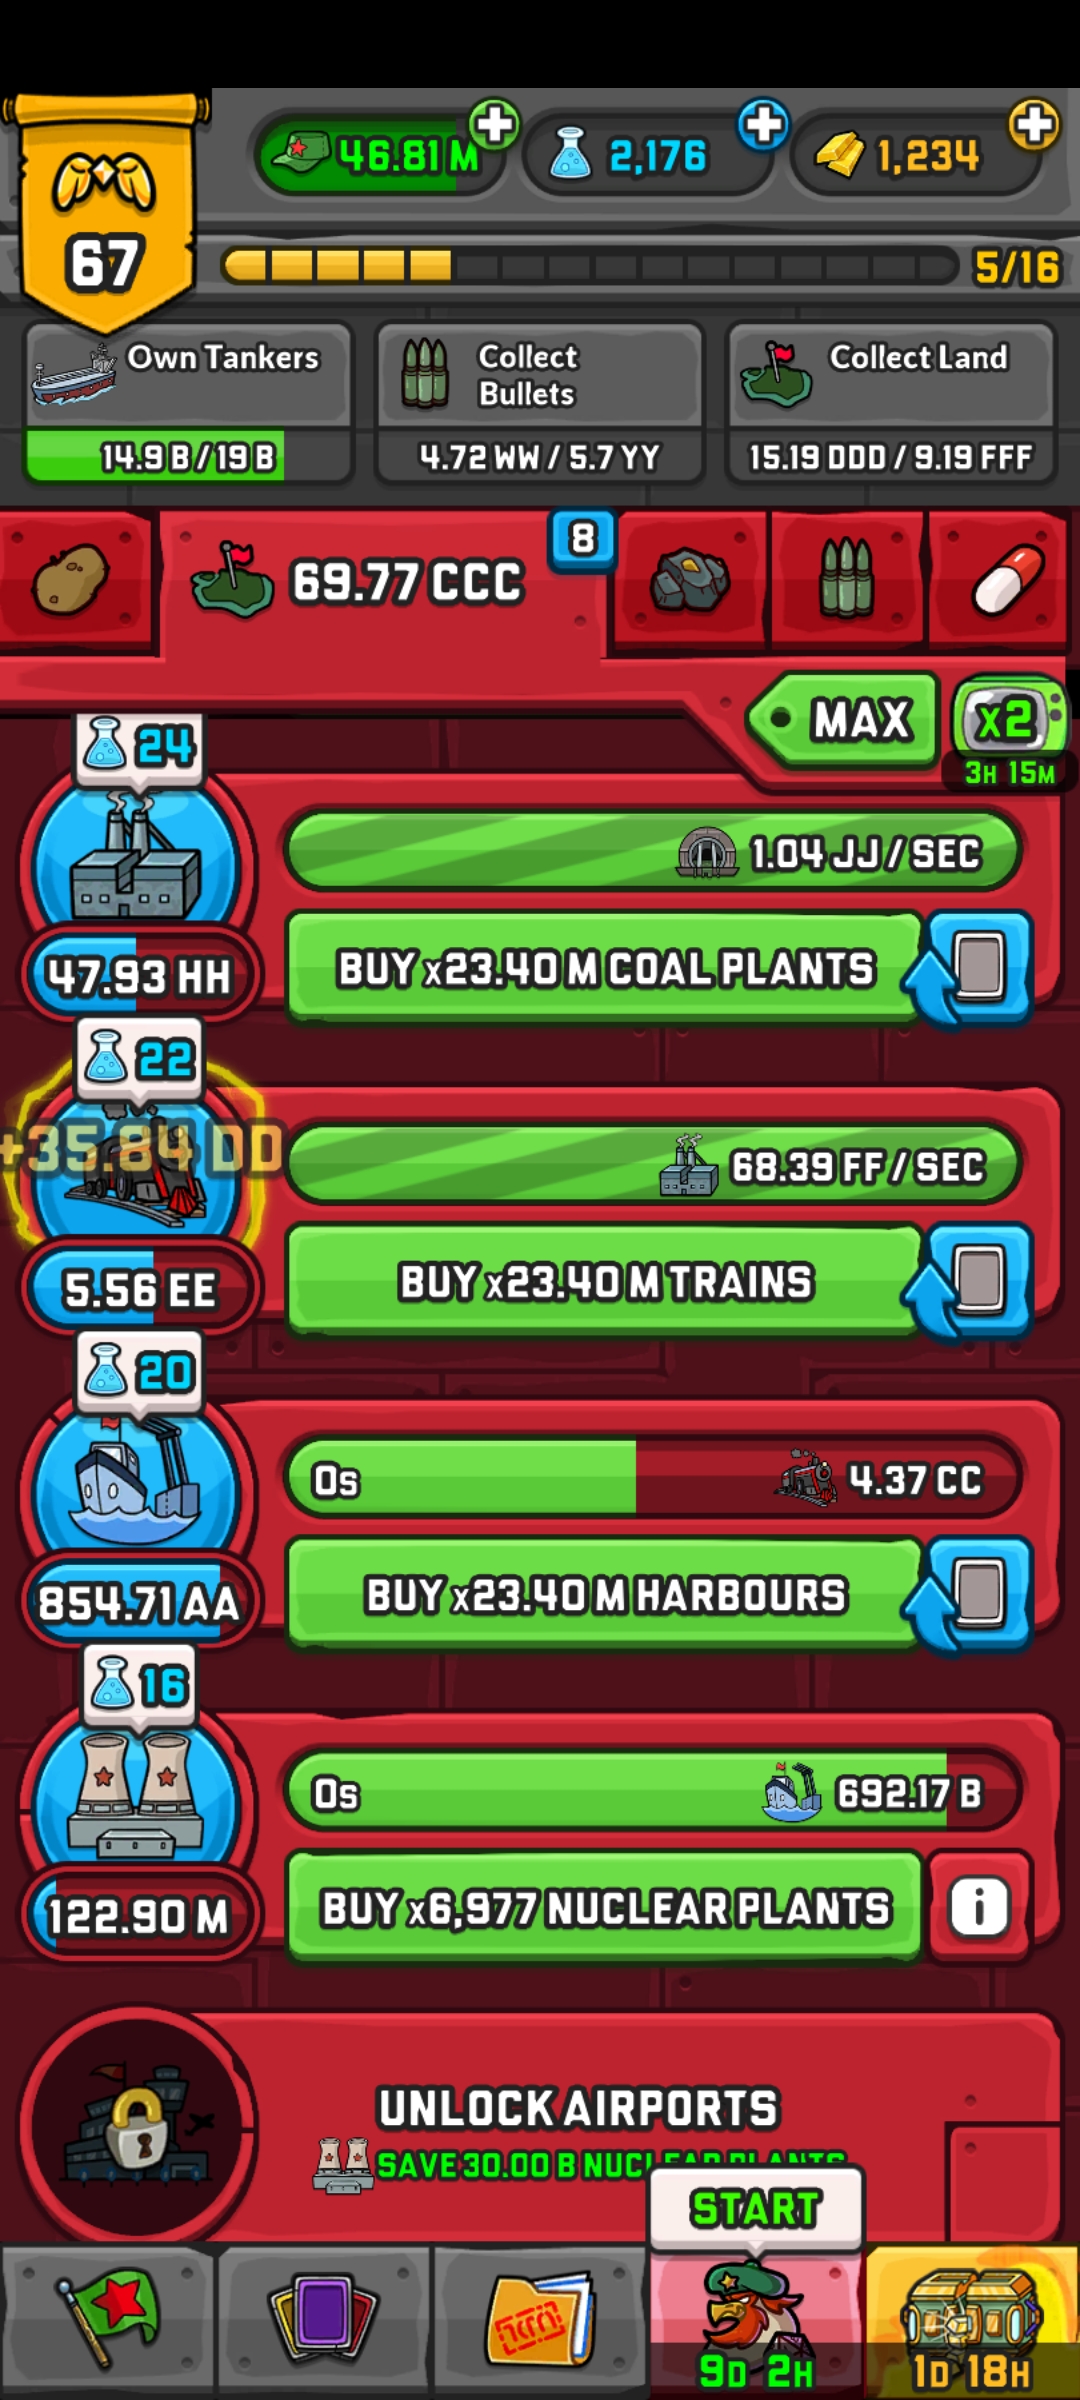 46.81 M
2,176
1,234
67
5/16
Own Tankers
Collect
Bullets
Collect Land
14.9 B / 19 B
4.72 WW / 5.7 YY
15.19 DDD / 9.19 FFF
69.77 CCC
8
MAX
x2
3H 15M
24
1.04 JJ / SEC
BUY x23.40 M COAL PLANTS
47.93 HH
22
+35.84 DD
68.39 FF / SEC
BUY x23.40 M TRAINS
5.56 EE
20
0s
4.37 CC
BUY x23.40 M HARBOURS
854.71 AA
16
0s
692.17 B
BUY x6,977 NUCLEAR PLANTS
i
122.90 M
UNLOCK AIRPORTS
SAVE 30.00 B NUCLEAR PLANTS
START
9D 2H
1D 18H